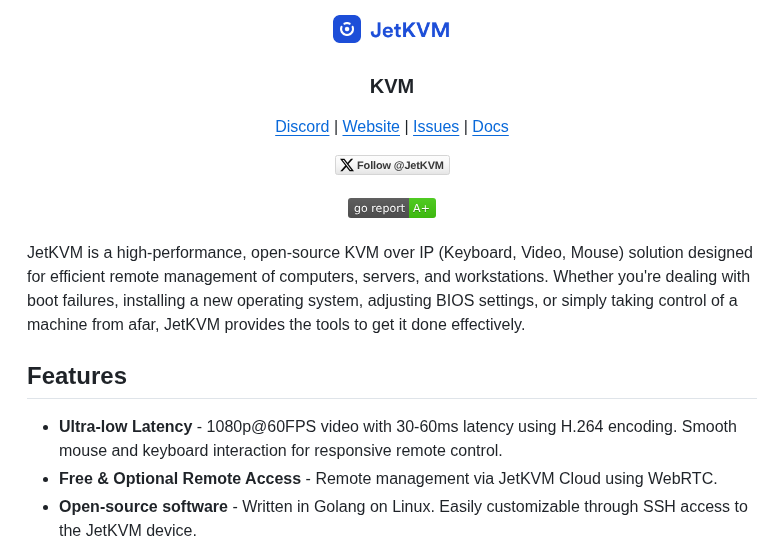 JetKVM
KVM
Discord | Website | Issues | Docs
Follow @JetKVM
go report A+
JetKVM is a high-performance, open-source KVM over IP (Keyboard, Video, Mouse) solution designed
for efficient remote management of computers, servers, and workstations. Whether you're dealing with
boot failures, installing a new operating system, adjusting BIOS settings, or simply taking control of a
machine from afar, JetKVM provides the tools to get it done effectively.
Features
• Ultra-low Latency - 1080p@60FPS video with 30-60ms latency using H.264 encoding. Smooth
mouse and keyboard interaction for responsive remote control.
• Free & Optional Remote Access - Remote management via JetKVM Cloud using WebRTC.
• Open-source software - Written in Golang on Linux. Easily customizable through SSH access to
the JetKVM device.